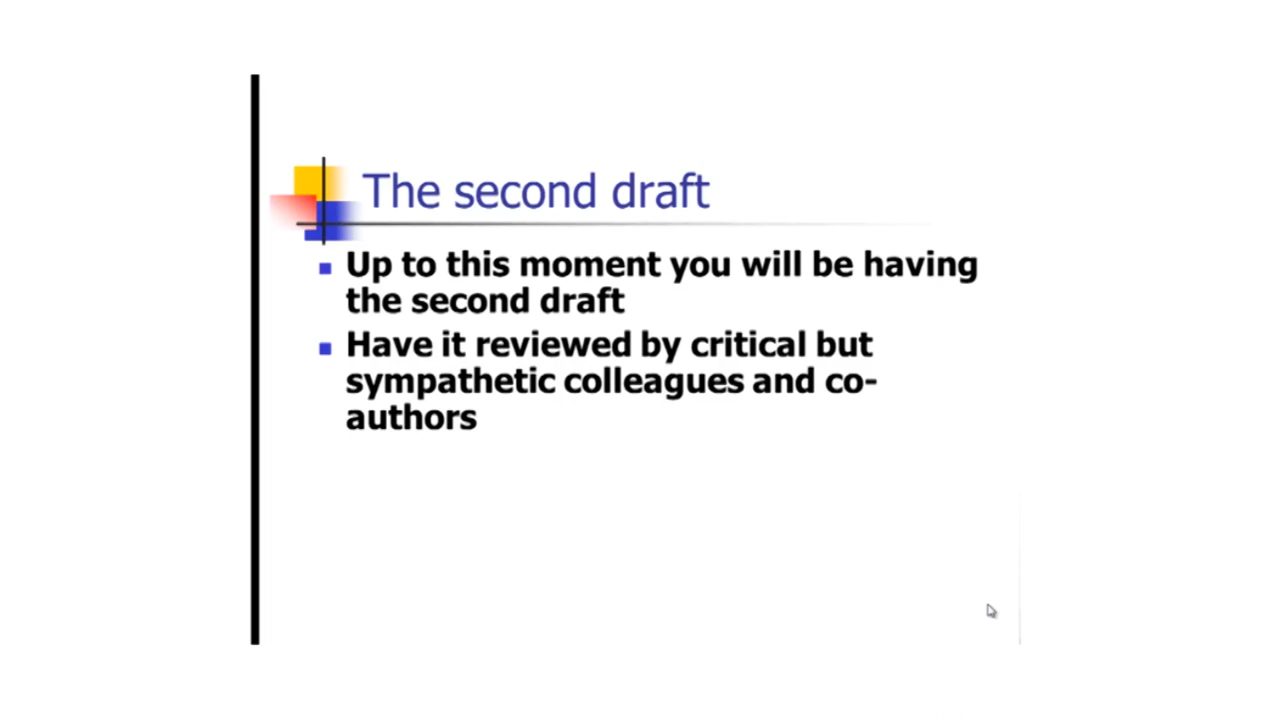 The second draft
Up to this moment you will be having
the second draft
Have it reviewed by critical but
sympathetic colleagues and co-
authors